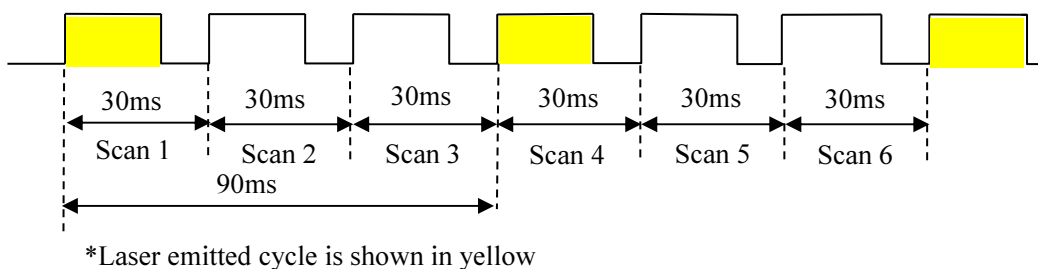 30ms 30ms 30ms 30ms 30ms 30ms
Scan 1 Scan 2 Scan 3 Scan 4 Scan 5 Scan 6
90ms
*Laser emitted cycle is shown in yellow